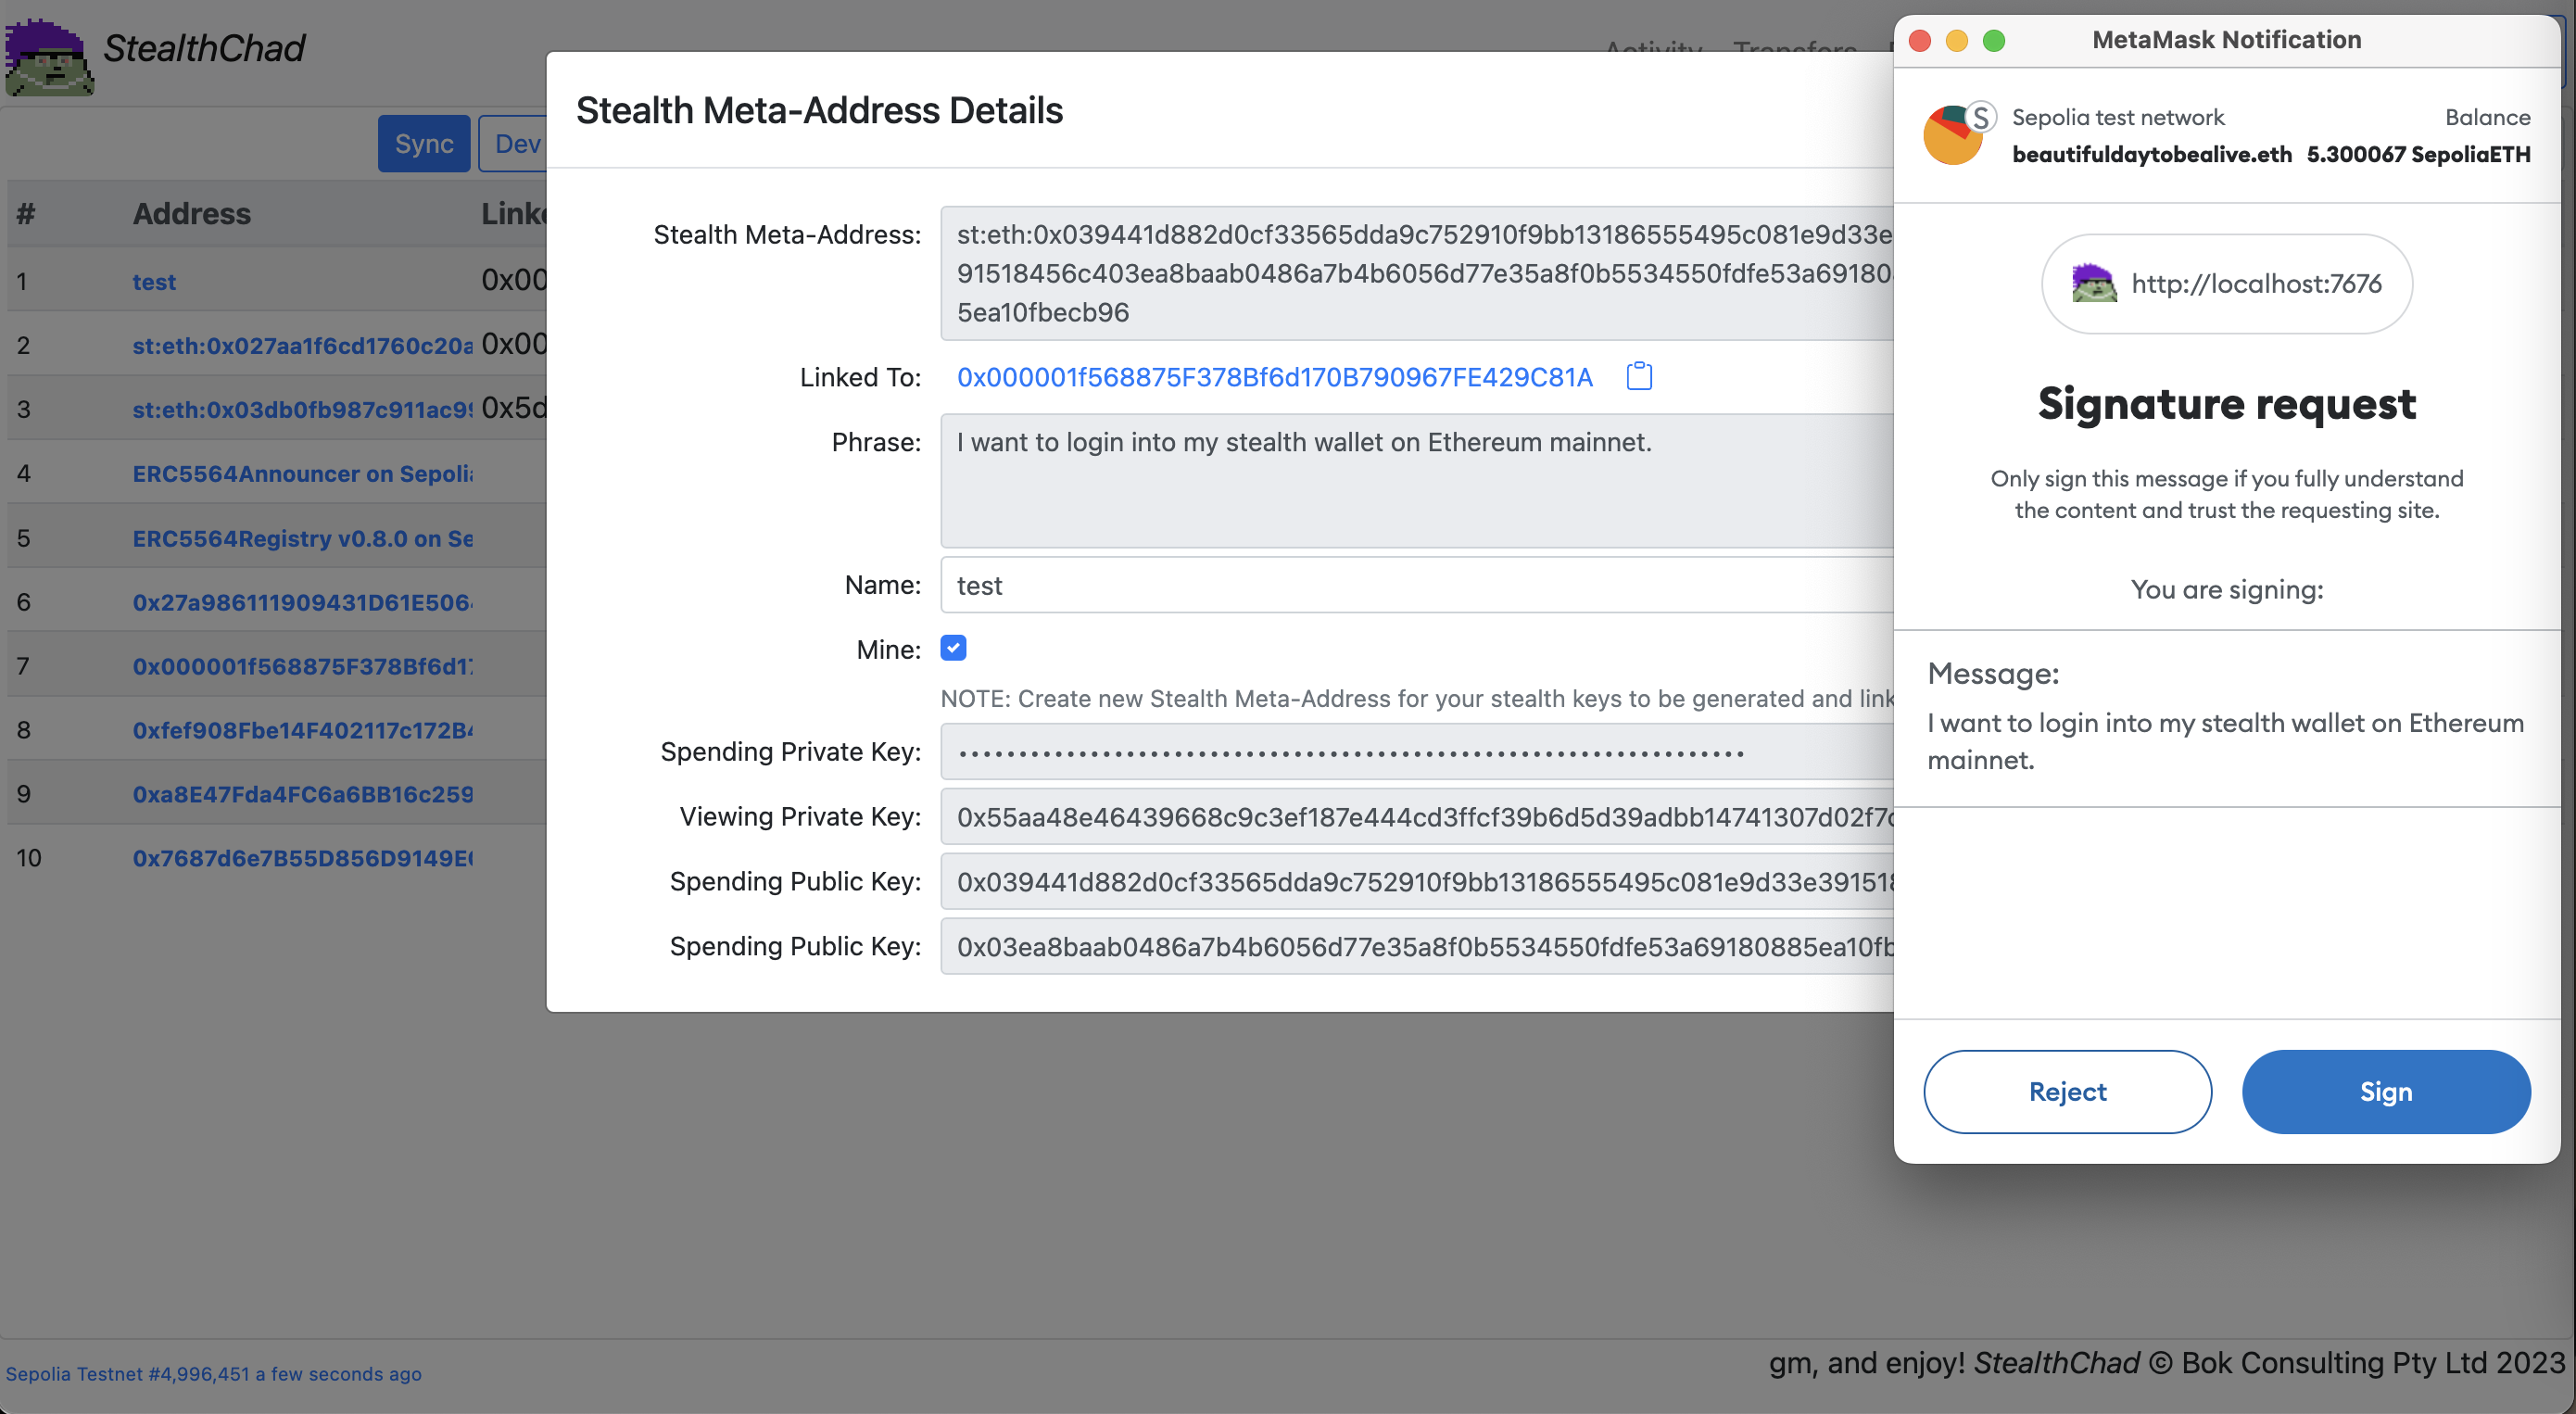 StealthChad
Activity Transfers
Sync Dev
# Address
1 test 0x00
2 st:eth:0x027aa1f6cd1760c20a 0x00
3 st:eth:0x03db0fb987c911ac9 0x5d
4 ERC5564Announcer on Sepolia
5 ERC5564Registry v0.8.0 on Se
6 0x27a986111909431D61E506
7 0x000001f568875F378Bf6d17
8 0xfef908Fbe14F402117c172B4
9 0xa8E47Fda4FC6a6BB16c259
10 0x7687d6e7B55D856D9149E
Stealth Meta-Address Details
Stealth Meta-Address:
st:eth:0x039441d882d0cf33565dda9c752910f9bb13186555495c081e9d33e
91518456c403ea8baab0486a7b4b6056d77e35a8f0b5534550fdfe53a69180
5ea10fbecb96
Linked To: 0x000001f568875F378Bf6d170B790967FE429C81A
Phrase: I want to login into my stealth wallet on Ethereum mainnet.
Name: test
Mine:
NOTE: Create new Stealth Meta-Address for your stealth keys to be generated and link
Spending Private Key:
Viewing Private Key: 0x55aa48e46439668c9c3ef187e444cd3ffcf39b6d5d39adbb14741307d02f7
Spending Public Key: 0x039441d882d0cf33565dda9c752910f9bb13186555495c081e9d33e39151
Spending Public Key: 0x03ea8baab0486a7b4b6056d77e35a8f0b5534550fdfe53a69180885ea10fb
MetaMask Notification
S Sepolia test network Balance
beautifuldaytobealive.eth 5.300067 SepoliaETH
http://localhost:7676
Signature request
Only sign this message if you fully understand
the content and trust the requesting site.
You are signing:
Message:
I want to login into my stealth wallet on Ethereum
mainnet.
Reject Sign
Sepolia Testnet #4,996,451 a few seconds ago
gm, and enjoy! StealthChad © Bok Consulting Pty Ltd 2023